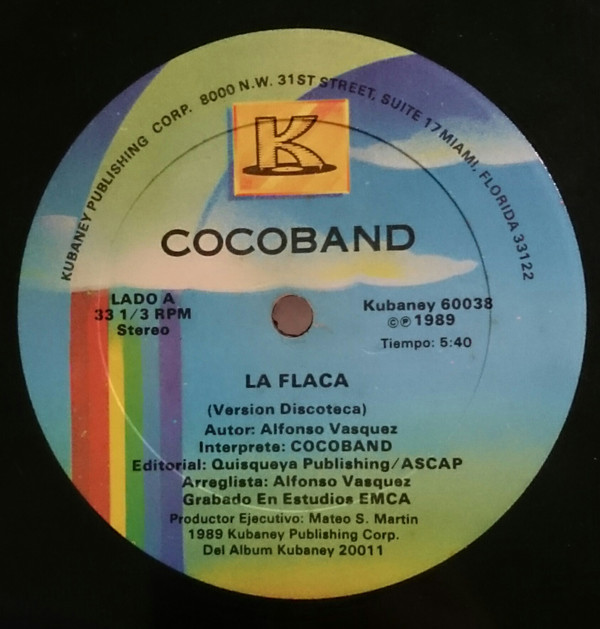 KUBANEY PUBLISHING CORP. 8000 N.W. 31ST STREET, SUITE 17 MIAMI, FLORIDA 33122
K
COCOBAND
LADO A
33 1/3 RPM
Stereo
Kubaney 60038
©℗ 1989
Tiempo: 5:40
LA FLACA
(Version Discoteca)
Autor: Alfonso Vasquez
Interprete: COCOBAND
Editorial: Quisqueya Publishing/ASCAP
Arreglista: Alfonso Vasquez
Grabado En Estudios EMCA
Productor Ejecutivo: Mateo S. Martin
1989 Kubaney Publishing Corp.
Del Album Kubaney 20011